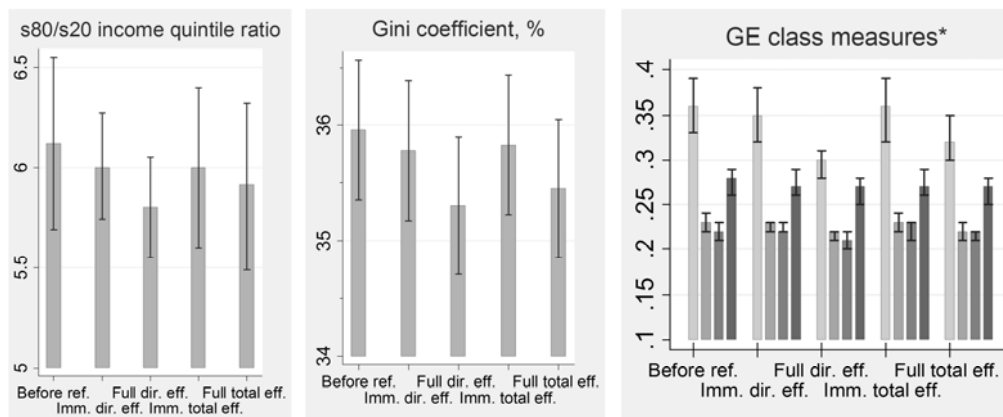 s80/s20 income quintile ratio
6.5
6
5.5
5
Before ref. Full dir. eff. Full total eff.
Imm. dir. eff. Imm. total eff.
Gini coefficient, %
36
35
34
Before ref. Full dir. eff. Full total eff.
Imm. dir. eff. Imm. total eff.
GE class measures*
.4
.35
.3
.25
.2
.15
.1
Before ref. Full dir. eff. Full total eff.
Imm. dir. eff. Imm. total eff.